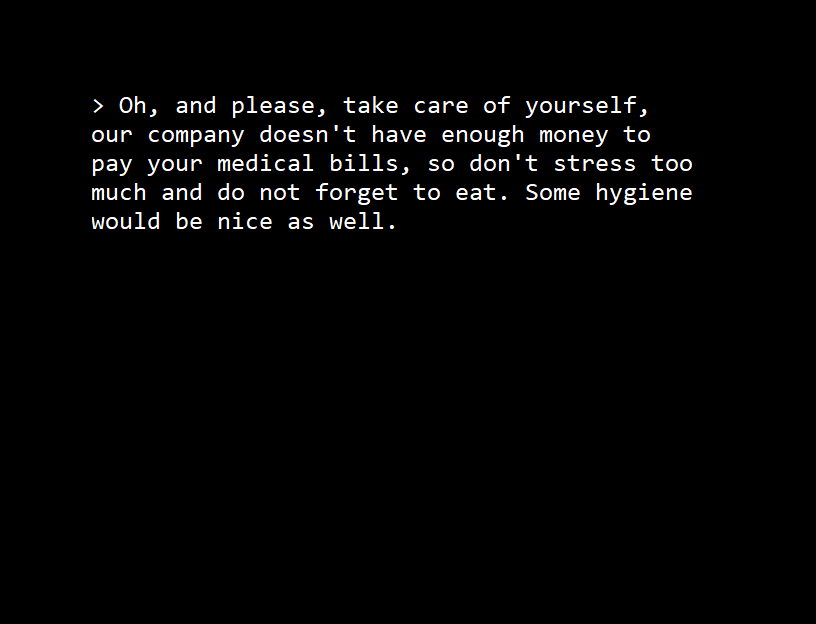 > Oh, and please, take care of yourself,
our company doesn't have enough money to
pay your medical bills, so don't stress too
much and do not forget to eat. Some hygiene
would be nice as well.